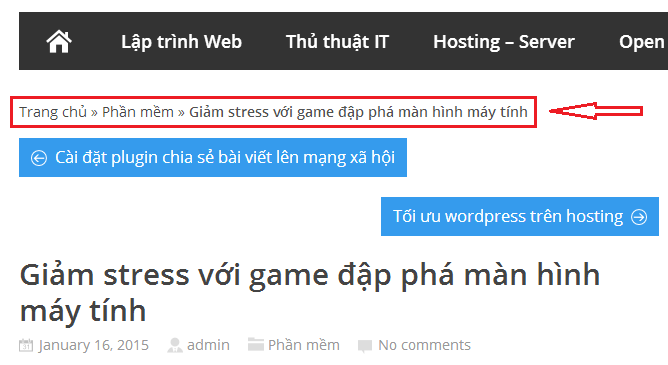 Lập trình Web Thủ thuật IT Hosting – Server Open
Trang chủ » Phần mềm » Giảm stress với game đập phá màn hình máy tính
Cài đặt plugin chia sẻ bài viết lên mạng xã hội
Tối ưu wordpress trên hosting
Giảm stress với game đập phá màn hình
máy tính
January 16, 2015 admin Phần mềm No comments